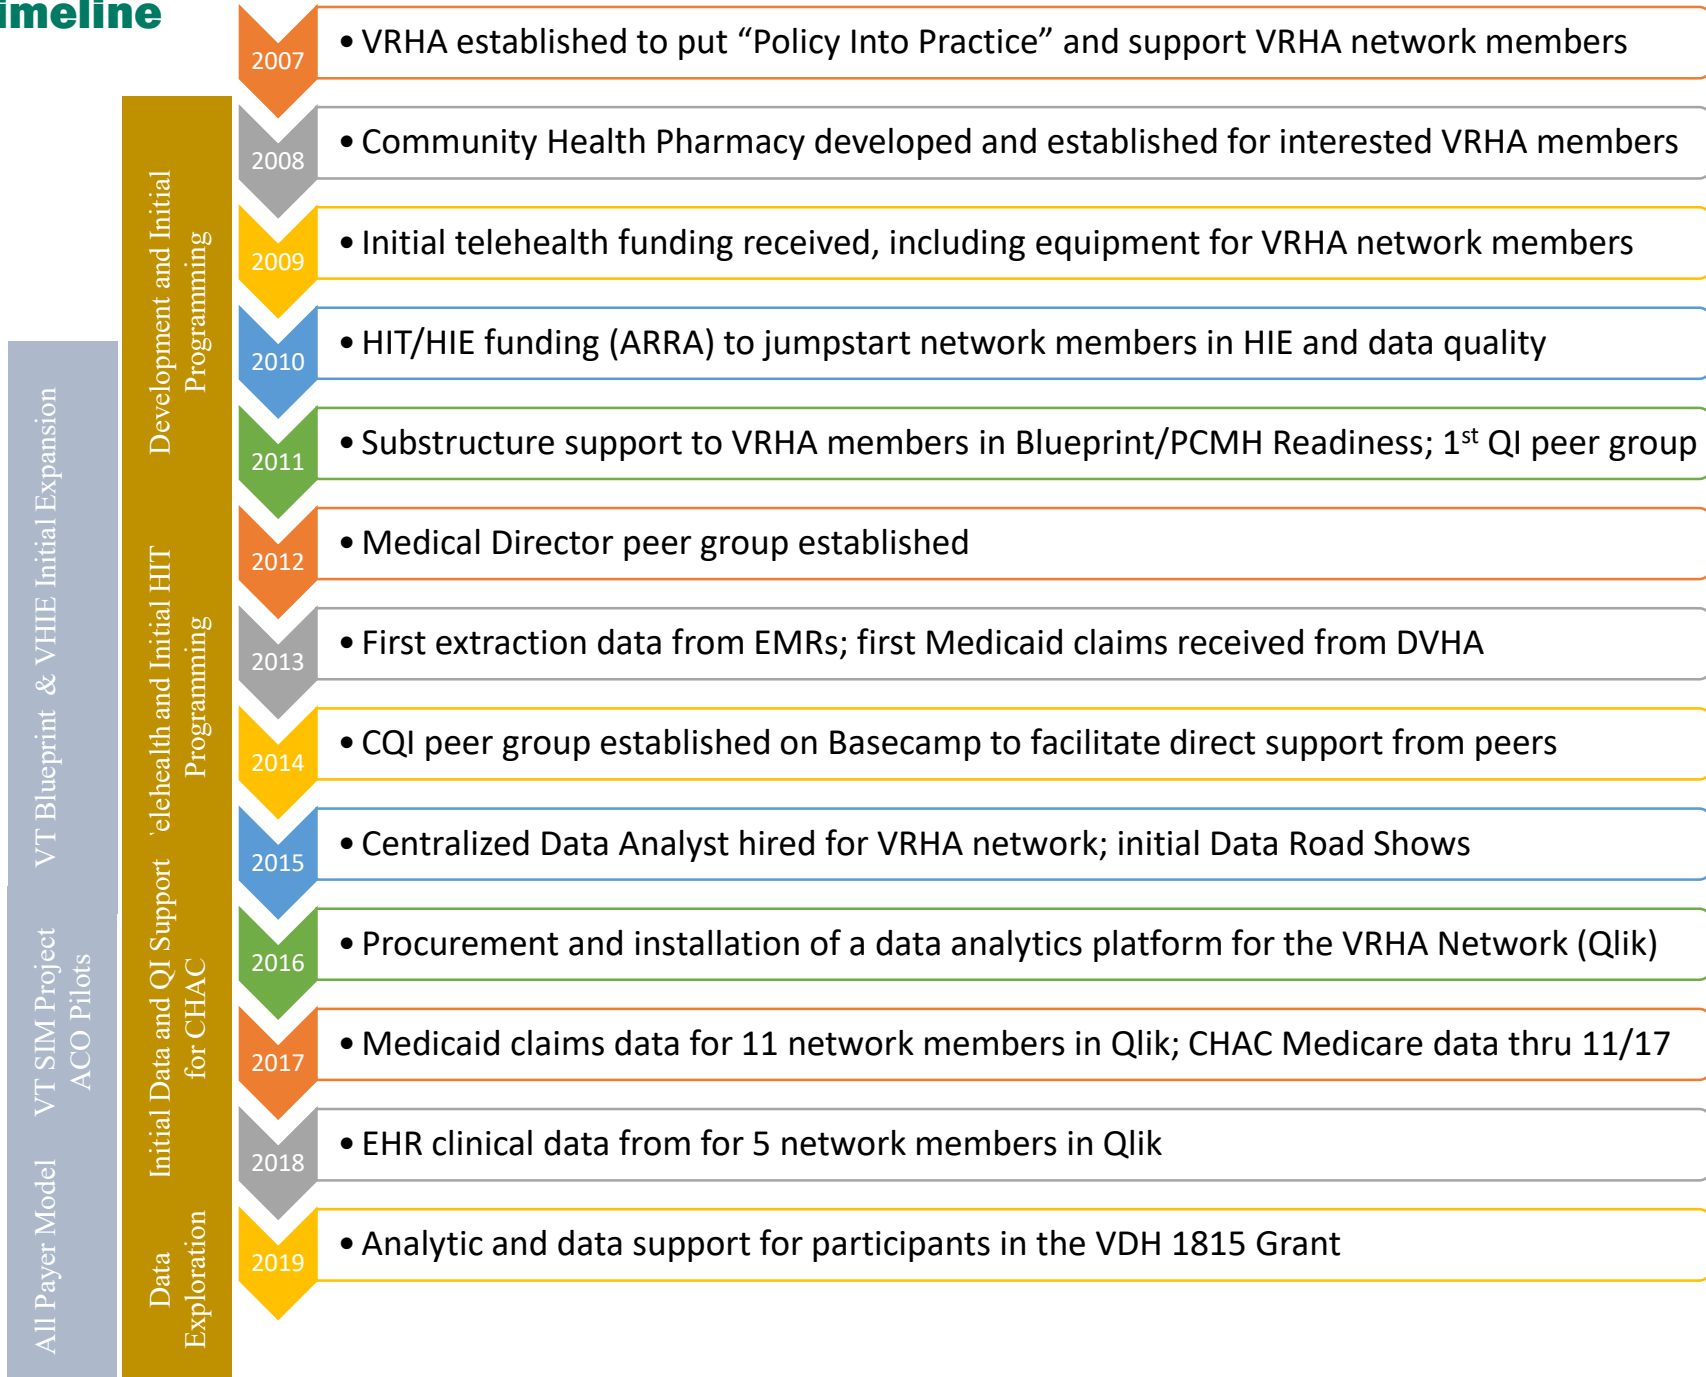 imeline
2007
• VRHA established to put “Policy Into Practice” and support VRHA network members
2008
• Community Health Pharmacy developed and established for interested VRHA members
2009
• Initial telehealth funding received, including equipment for VRHA network members
2010
• HIT/HIE funding (ARRA) to jumpstart network members in HIE and data quality
2011
• Substructure support to VRHA members in Blueprint/PCMH Readiness; 1st QI peer group
2012
• Medical Director peer group established
2013
• First extraction data from EMRs; first Medicaid claims received from DVHA
2014
• CQI peer group established on Basecamp to facilitate direct support from peers
2015
• Centralized Data Analyst hired for VRHA network; initial Data Road Shows
2016
• Procurement and installation of a data analytics platform for the VRHA Network (Qlik)
2017
• Medicaid claims data for 11 network members in Qlik; CHAC Medicare data thru 11/17
2018
• EHR clinical data from for 5 network members in Qlik
2019
• Analytic and data support for participants in the VDH 1815 Grant
Development and Initial
Programming
elehealth and Initial HIT
Programming
Initial Data and QI Support
for CHAC
Data
Exploration
VT Blueprint & VHIE Initial Expansion
VT SIM Project
ACO Pilots
All Payer Model